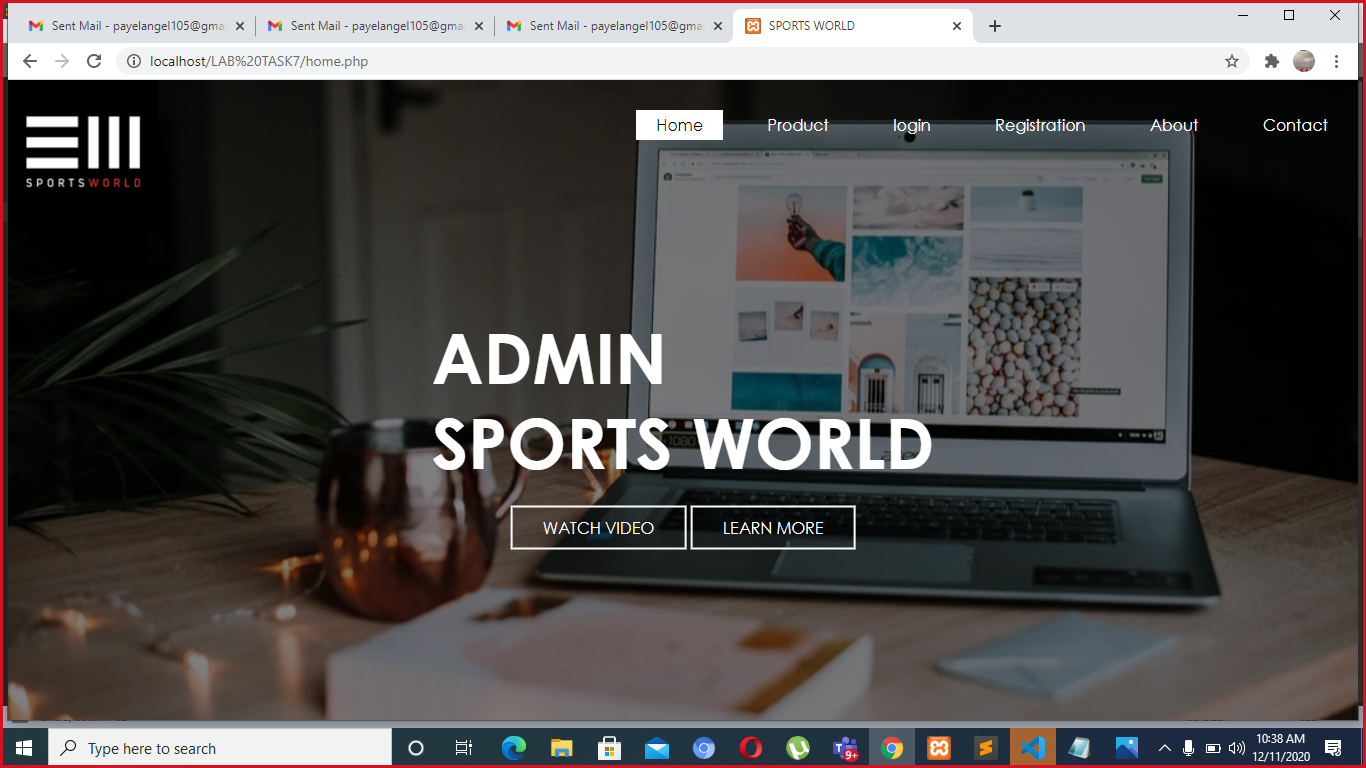 Sent Mail - payelangel105@gma
Sent Mail - payelangel105@gma
Sent Mail - payelangel105@gma
SPORTS WORLD
localhost/LAB%20TASK7/home.php
SPORTSWORLD
Home
Product
login
Registration
About
Contact
ADMIN
SPORTS WORLD
WATCH VIDEO
LEARN MORE
Type here to search
9+
10:38 AM
12/11/2020